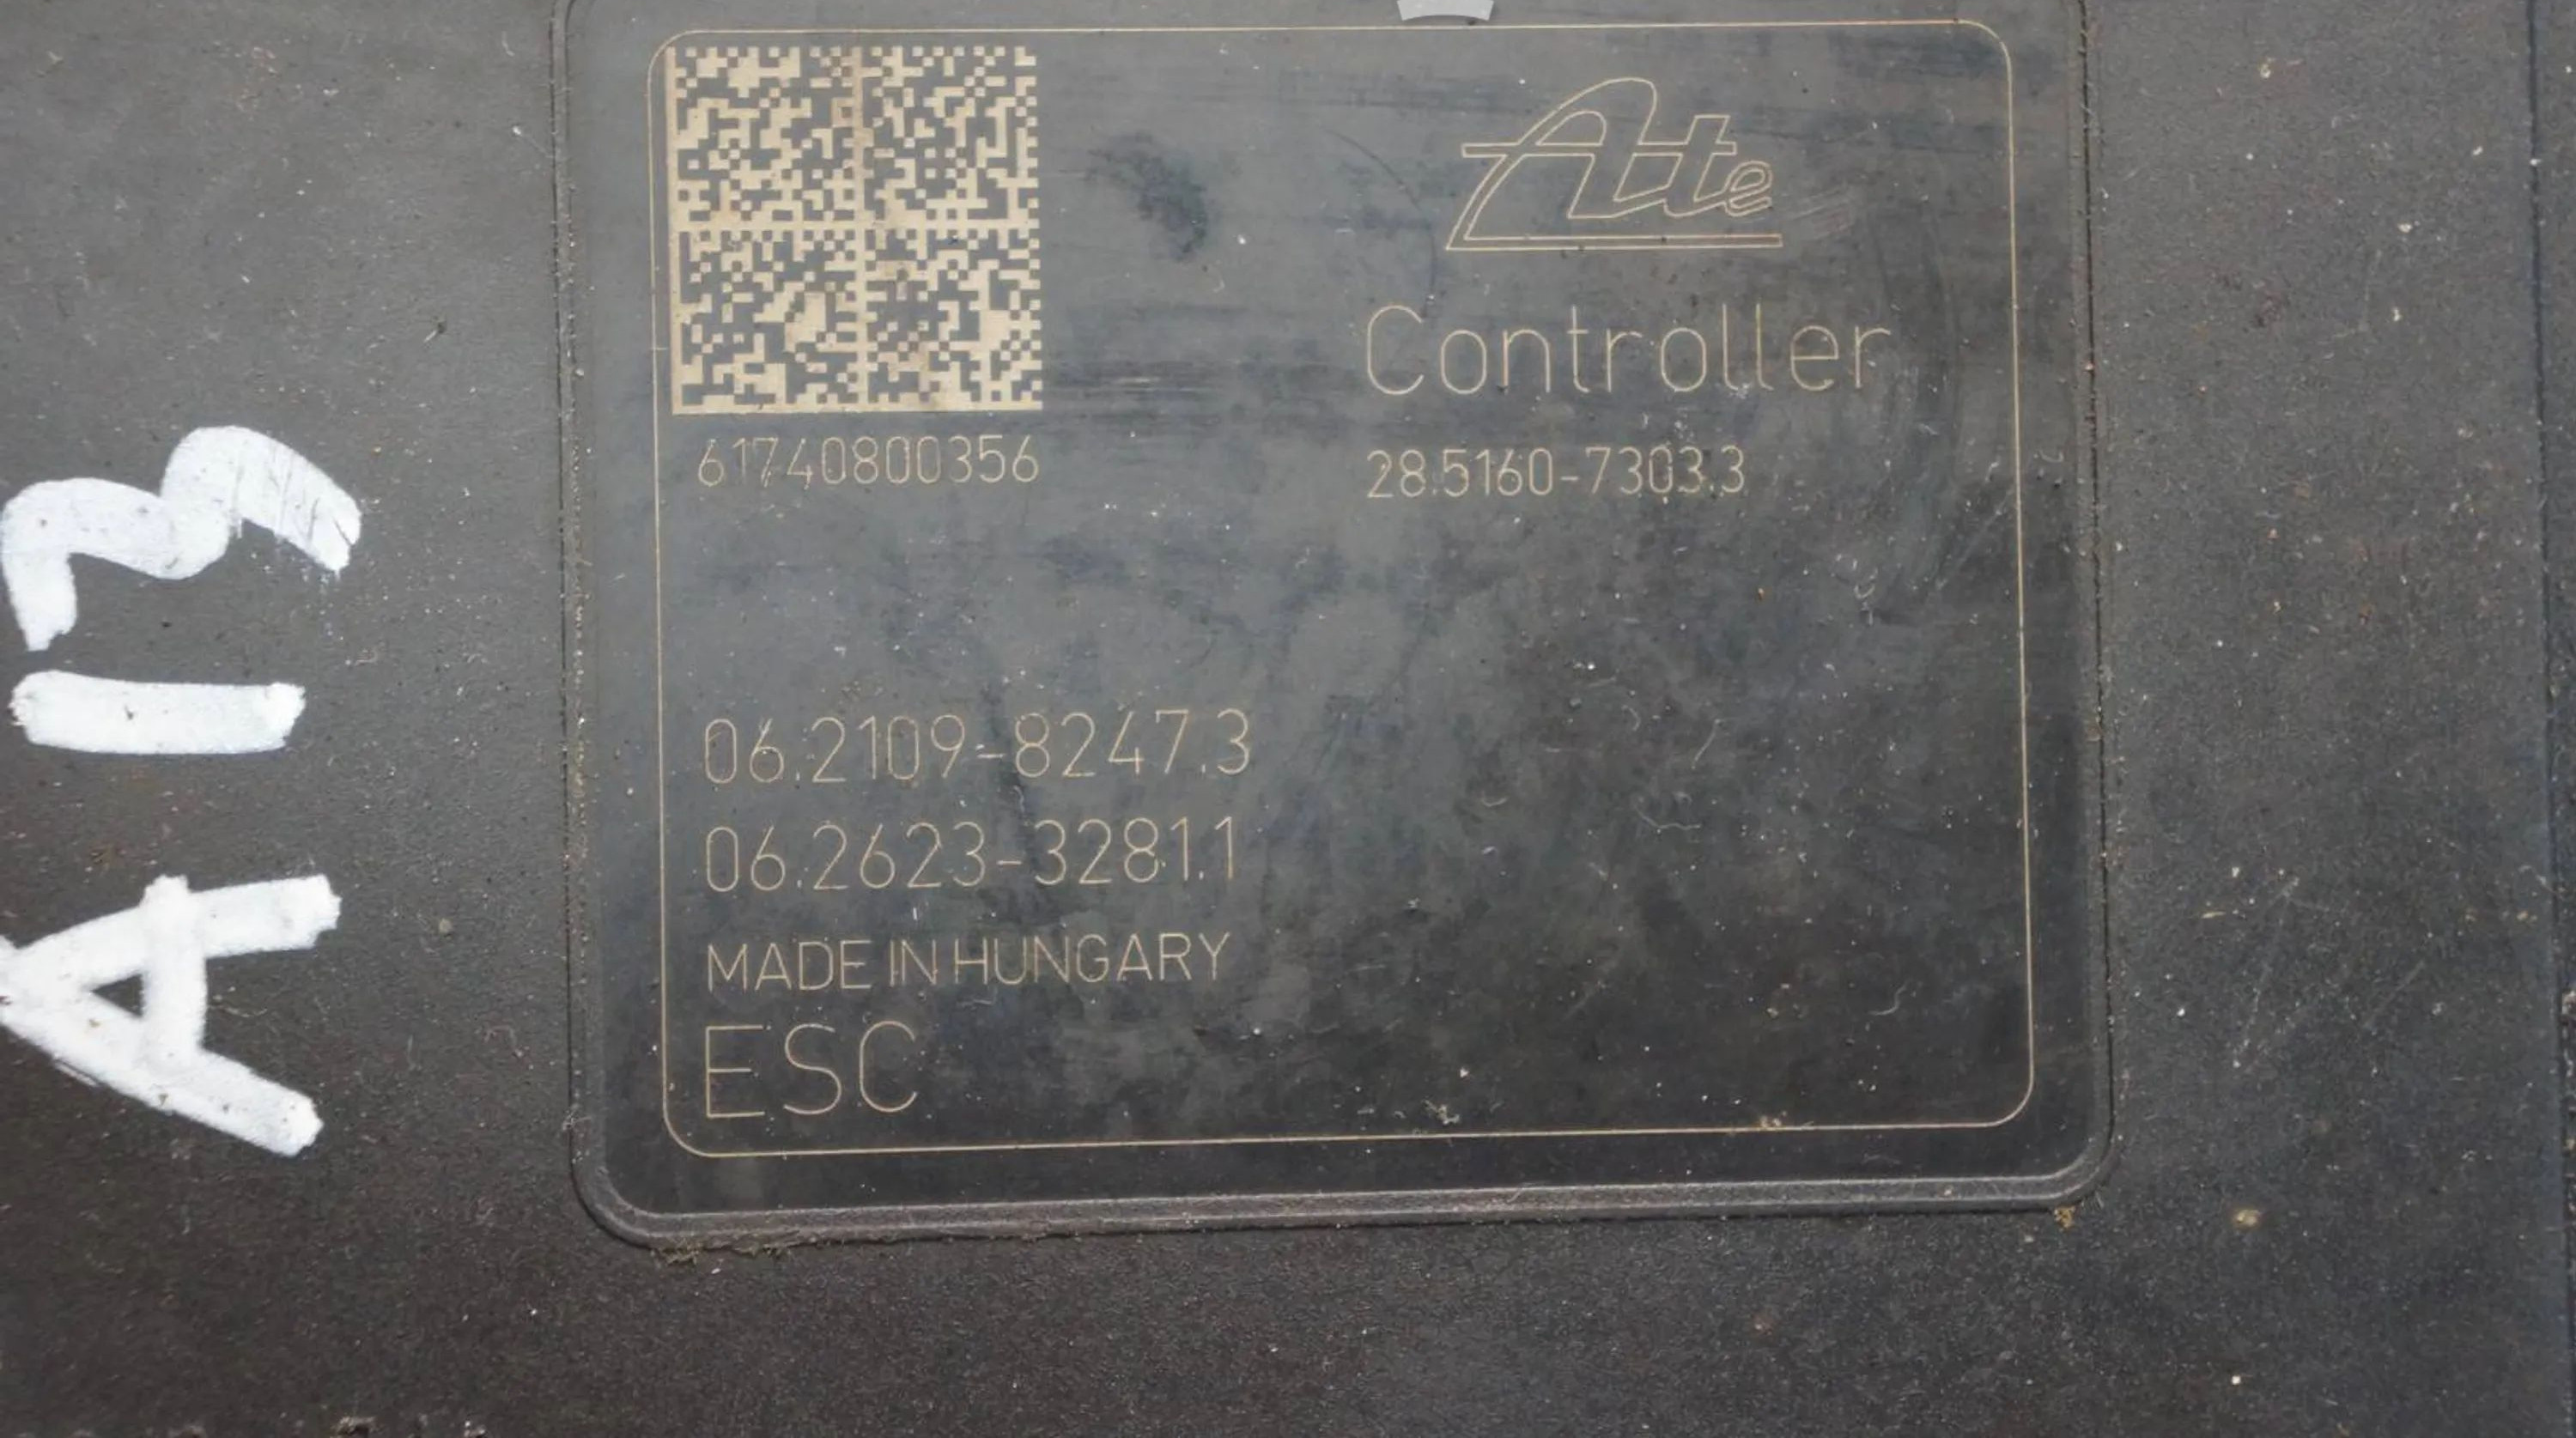 Ate
Controller
61740800356
28.5160-7303.3
06.2109-8247.3
06.2623-3281.1
MADE IN HUNGARY
ESC
A13